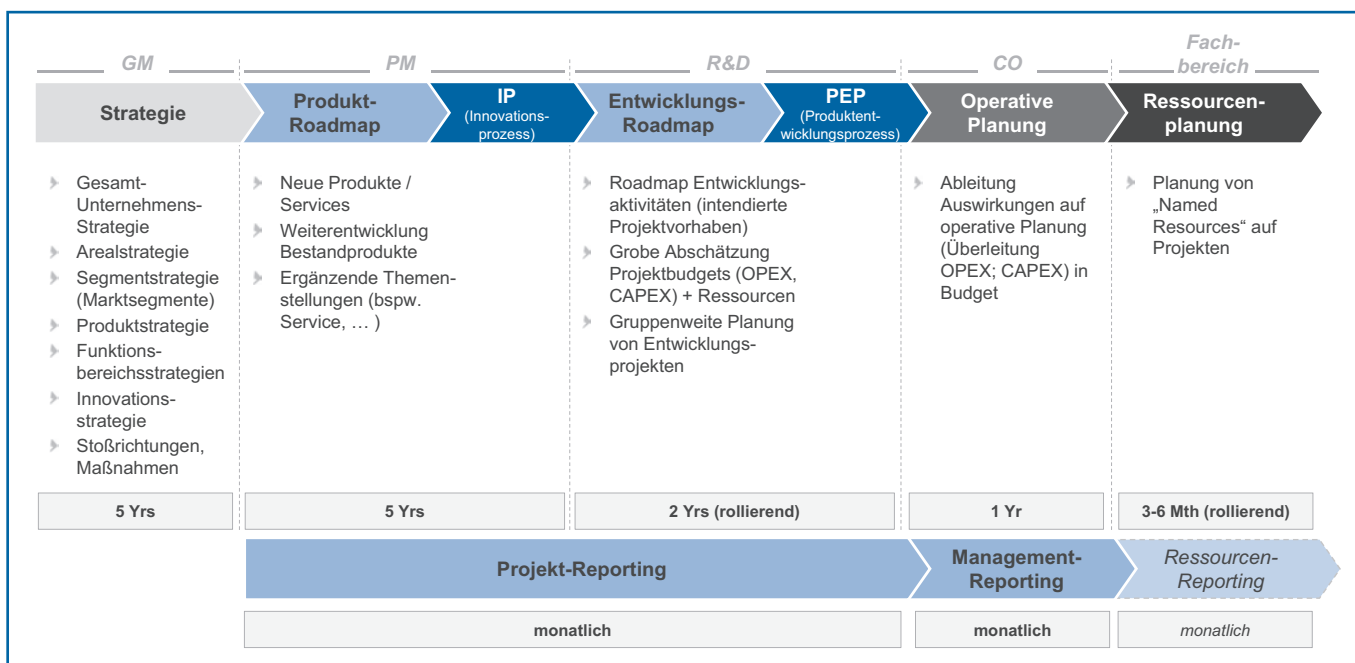 GM
PM
R&D
CO
Fach-
bereich
Strategie
Produkt-
Roadmap
IP
(Innovations-
prozess)
Entwicklungs-
Roadmap
PEP
(Produktent-
wicklungsprozess)
Operative
Planung
Ressourcen-
planung
Gesamt-
Unternehmens-
Strategie
Arealstrategie
Segmentstrategie
(Marktsegmente)
Produktstrategie
Funktions-
bereichsstrategien
Innovations-
strategie
Stoßrichtungen,
Maßnahmen
Neue Produkte /
Services
Weiterentwicklung
Bestandprodukte
Ergänzende Themen-
stellungen (bspw.
Service, … )
Roadmap Entwicklungs-
aktivitäten (intendierte
Projektvorhaben)
Grobe Abschätzung
Projektbudgets (OPEX,
CAPEX) + Ressourcen
Gruppenweite Planung
von Entwicklungs-
projekten
Ableitung
Auswirkungen auf
operative Planung
(Überleitung
OPEX; CAPEX) in
Budget
Planung von
„Named
Resources“ auf
Projekten
5 Yrs
5 Yrs
2 Yrs (rollierend)
1 Yr
3-6 Mth (rollierend)
Projekt-Reporting
Management-
Reporting
Ressourcen-
Reporting
monatlich
monatlich
monatlich